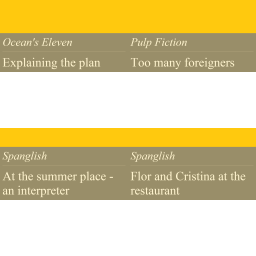 Ocean's Eleven
Pulp Fiction
Explaining the plan
Too many foreigners
Spanglish
Spanglish
At the summer place -
an interpreter
Flor and Cristina at the
restaurant